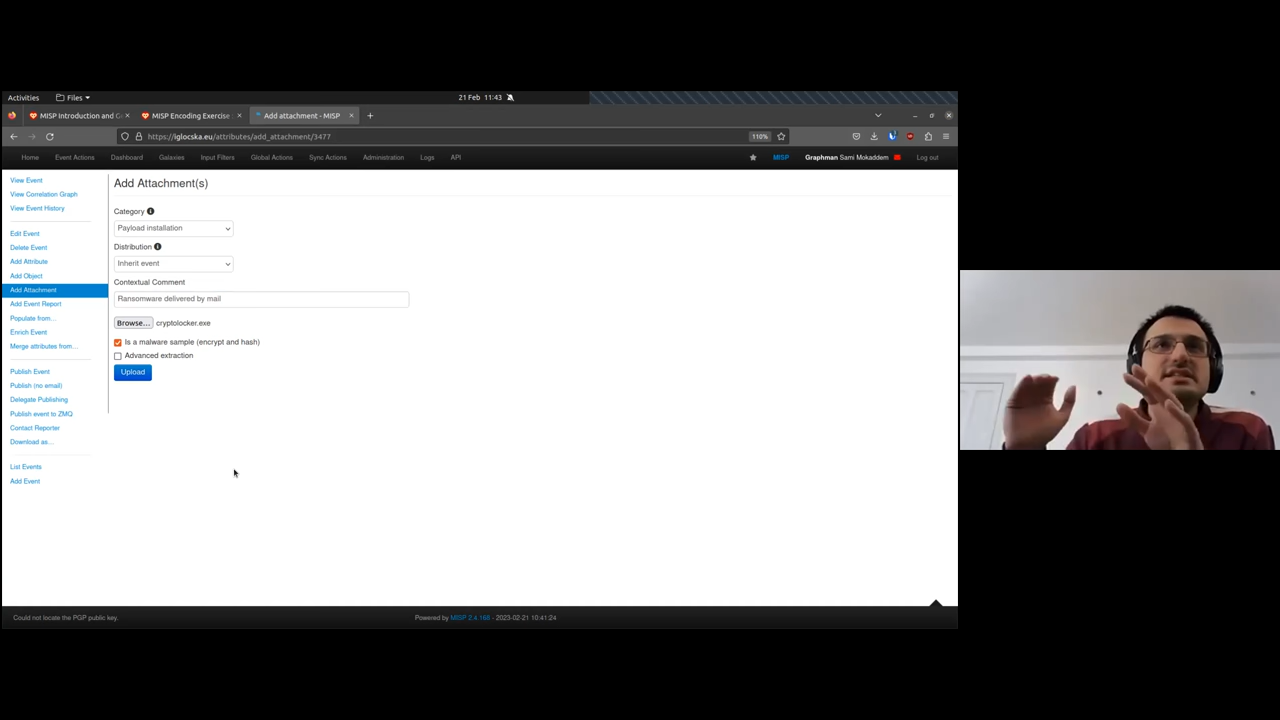 Activities Files 21 Feb 11:43
MISP Introduction and G MISP Encoding Exercise Add attachment - MISP
https://iglocska.eu/attributes/add_attachment/3477 110%
Home Event Actions Dashboard Galaxies Input Filters Global Actions Sync Actions Administration Logs API MISP Graphman Sami Mokaddem Log out
View Event
View Correlation Graph
View Event History
Edit Event
Delete Event
Add Attribute
Add Object
Add Attachment
Add Event Report
Populate from...
Enrich Event
Merge attributes from...
Publish Event
Publish (no email)
Delegate Publishing
Publish event to ZMQ
Contact Reporter
Download as...
List Events
Add Event
Add Attachment(s)
Category
Payload installation
Distribution
Inherit event
Contextual Comment
Ransomware delivered by mail
Browse... cryptolocker.exe
Is a malware sample (encrypt and hash)
Advanced extraction
Upload
Could not locate the PGP public key. Powered by MISP 2.4.168 - 2023-02-21 10:41:24